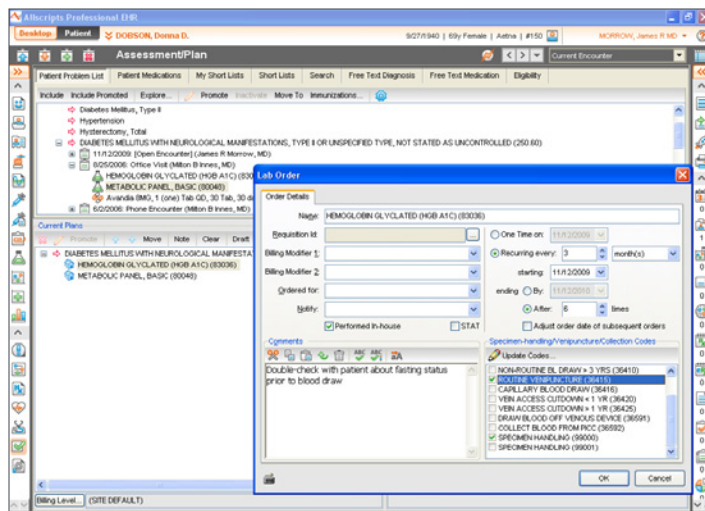 Allscripts Professional EHR
Desktop Patient DOBSON, Donna D. 9/27/1940 | 69y Female | Aetna | #150 MORROW, James R MD
Assessment/Plan Current Encounter
Patient Problem List Patient Medications My Short Lists Short Lists Search Free Text Diagnosis Free Text Medication Eligibility
Include Include Promoted Explore... Promote Inactivate Move To Immunizations...
Diabetes Mellitus, Type II
Hypertension
Hysterectomy, Total
DIABETES MELLITUS WITH NEUROLOGICAL MANIFESTATIONS, TYPE II OR UNSPECIFIED TYPE, NOT STATED AS UNCONTROLLED (250.60)
11/12/2009: [Open Encounter] (James R Morrow, MD)
8/25/2008: Office Visit (Milton B Innes, MD)
HEMOGLOBIN GLYCLATED (HGB A1C) (830
METABOLIC PANEL, BASIC (80048)
Avandia 8MG, 1 (one) Tab QD, 30 Tab, 30 da
6/2/2008: Phone Encounter (Milton B Innes, MD)
Current Plans
Promote Move Note Clear Draft
DIABETES MELLITUS WITH NEUROLOGICAL MANIFESTA
HEMOGLOBIN GLYCLATED (HGB A1C) (83036)
METABOLIC PANEL, BASIC (80048)
Billing Level... (SITE DEFAULT)
Lab Order
Order Details
Name: HEMOGLOBIN GLYCLATED (HGB A1C) (83036)
Requisition Id: ...
Billing Modifier 1:
Billing Modifier 2:
Ordered for:
Notify:
Performed In-house STAT
One Time on: 11/12/2009
Recurring every: 3 month(s)
starting: 11/12/2009
ending By: 11/12/2010
After: 6 times
Adjust order date of subsequent orders
Comments
Double-check with patient about fasting status
prior to blood draw
Specimen-handling/Venipuncture/Collection Codes
Update Codes...
NON-ROUTINE BL DRAW > 3 YRS (36410)
ROUTINE VENIPUNCTURE (36415)
CAPILLARY BLOOD DRAW (36416)
VEIN ACCESS CUTDOWN < 1 YR (36420)
VEIN ACCESS CUTDOWN > 1 YR (36425)
DRAW BLOOD OFF VENOUS DEVICE (36591)
COLLECT BLOOD FROM PICC (36592)
SPECIMEN HANDLING (99000)
SPECIMEN HANDLING (99001)
OK Cancel